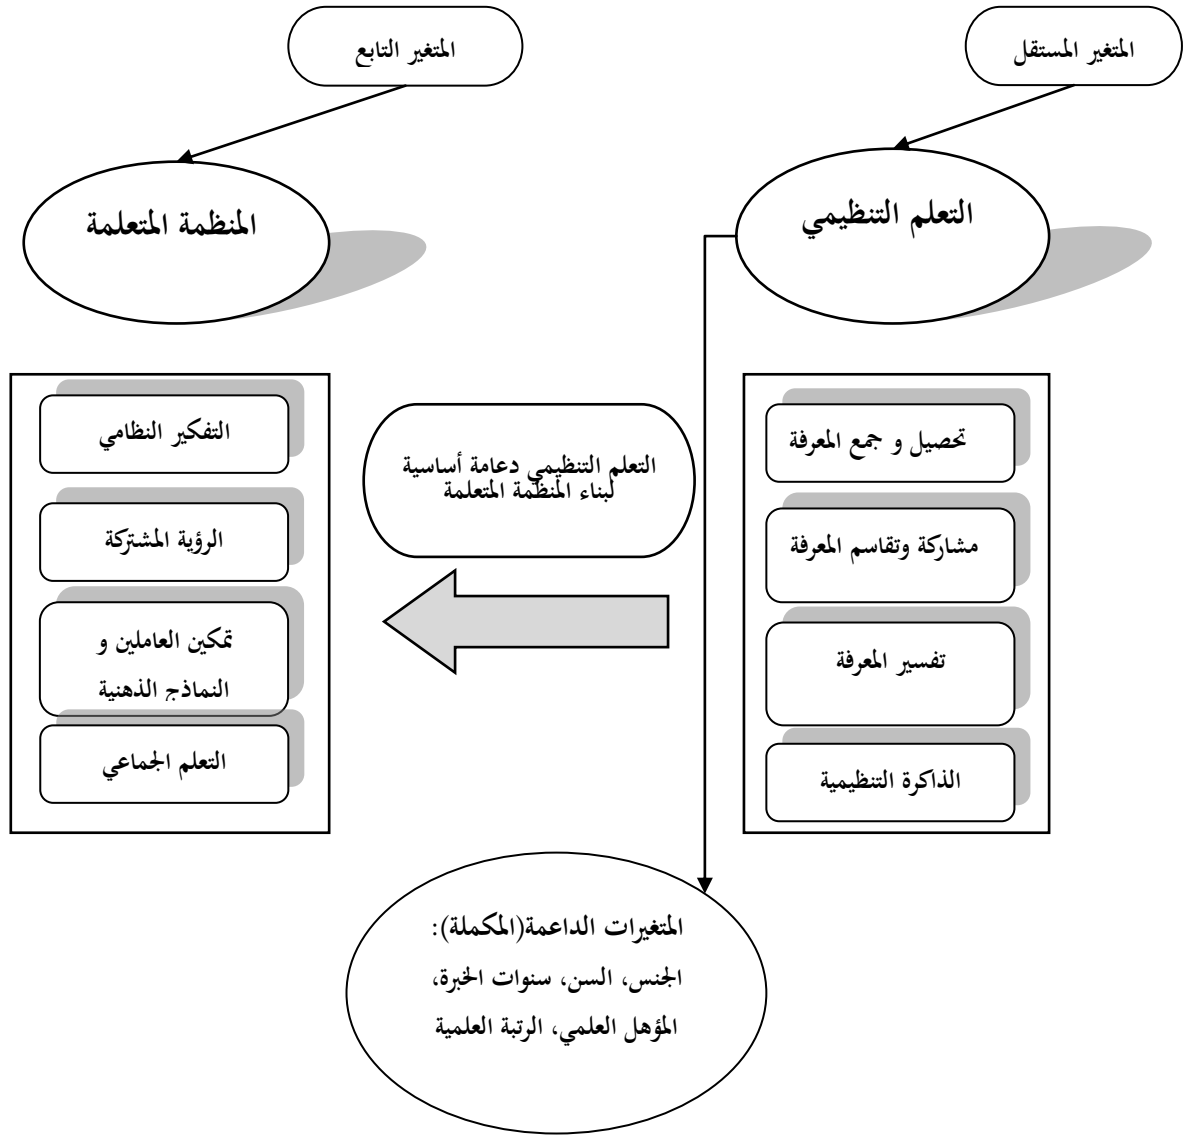 المتغير المستقل
المتغير التابع
التعلم التنظيمي
المنظمة المتعلمة
تحصيل و جمع المعرفة
مشاركة وتقاسم المعرفة
تفسير المعرفة
الذاكرة التنظيمية
التعلم التنظيمي دعامة أساسية
لبناء المنظمة المتعلمة
التفكير النظامي
الرؤية المشتركة
تمكين العاملين و
النماذج الذهنية
التعلم الجماعي
المتغيرات الداعمة(المكملة):
الجنس، السن، سنوات الخبرة،
المؤهل العلمي، الرتبة العلمية